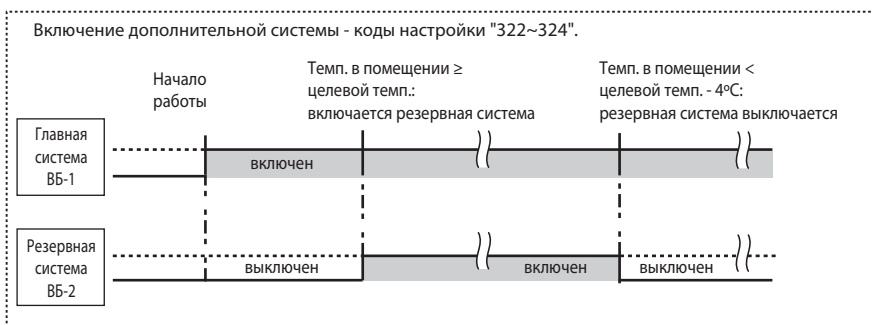 Включение дополнительной системы - коды настройки "322~324".
Начало
работы
Темп. в помещении ≥
целевой темп.:
включается резервная система
Темп. в помещении <
целевой темп. - 4ºC:
резервная система выключается
Главная
система
ВБ-1
включен
Резервная
система
ВБ-2
выключен
включен
выключен